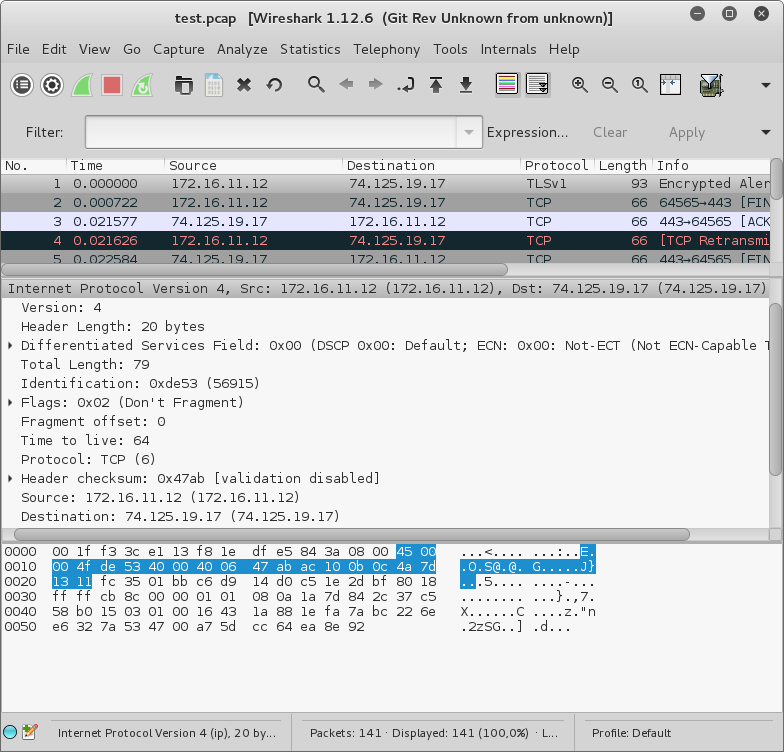 test.pcap [Wireshark 1.12.6 (Git Rev Unknown from unknown)]
File Edit View Go Capture Analyze Statistics Telephony Tools Internals Help
Filter: Expression... Clear Apply
No. Time Source Destination Protocol Length Info
1 0.000000 172.16.11.12 74.125.19.17 TLSv1 93 Encrypted Aler
2 0.000722 172.16.11.12 74.125.19.17 TCP 66 64565→443 [FIN
3 0.021577 74.125.19.17 172.16.11.12 TCP 66 443→64565 [ACK
4 0.021626 172.16.11.12 74.125.19.17 TCP 66 [TCP Retransmi
5 0.022584 74.125.19.17 172.16.11.12 TCP 66 443→64565 [FIN
Internet Protocol Version 4, Src: 172.16.11.12 (172.16.11.12), Dst: 74.125.19.17 (74.125.19.17)
Version: 4
Header Length: 20 bytes
Differentiated Services Field: 0x00 (DSCP 0x00: Default; ECN: 0x00: Not-ECT (Not ECN-Capable T
Total Length: 79
Identification: 0xde53 (56915)
Flags: 0x02 (Don't Fragment)
Fragment offset: 0
Time to live: 64
Protocol: TCP (6)
Header checksum: 0x47ab [validation disabled]
Source: 172.16.11.12 (172.16.11.12)
Destination: 74.125.19.17 (74.125.19.17)
0000 00 1f f3 3c e1 13 f8 1e df e5 84 3a 08 00 45 00 ...<.... ...:..E.
0010 00 4f de 53 40 00 40 06 47 ab ac 10 0b 0c 4a 7d .O.S@.@. G.....J}
0020 13 11 fc 35 01 bb c6 d9 14 d0 c5 1e 2d bf 80 18 ...5.... ....-...
0030 ff ff cb 8c 00 00 01 01 08 0a 1a 7d 84 2c 37 c5 ........ ...}.,7.
0040 58 b0 15 03 01 00 16 43 1a 88 1e fa 7a bc 22 6e X......C ....z."n
0050 e6 32 7a 53 47 00 a7 5d cc 64 ea 8e 92 .2zSG..] .d...
Internet Protocol Version 4 (ip), 20 by... Packets: 141 · Displayed: 141 (100,0%) · L... Profile: Default